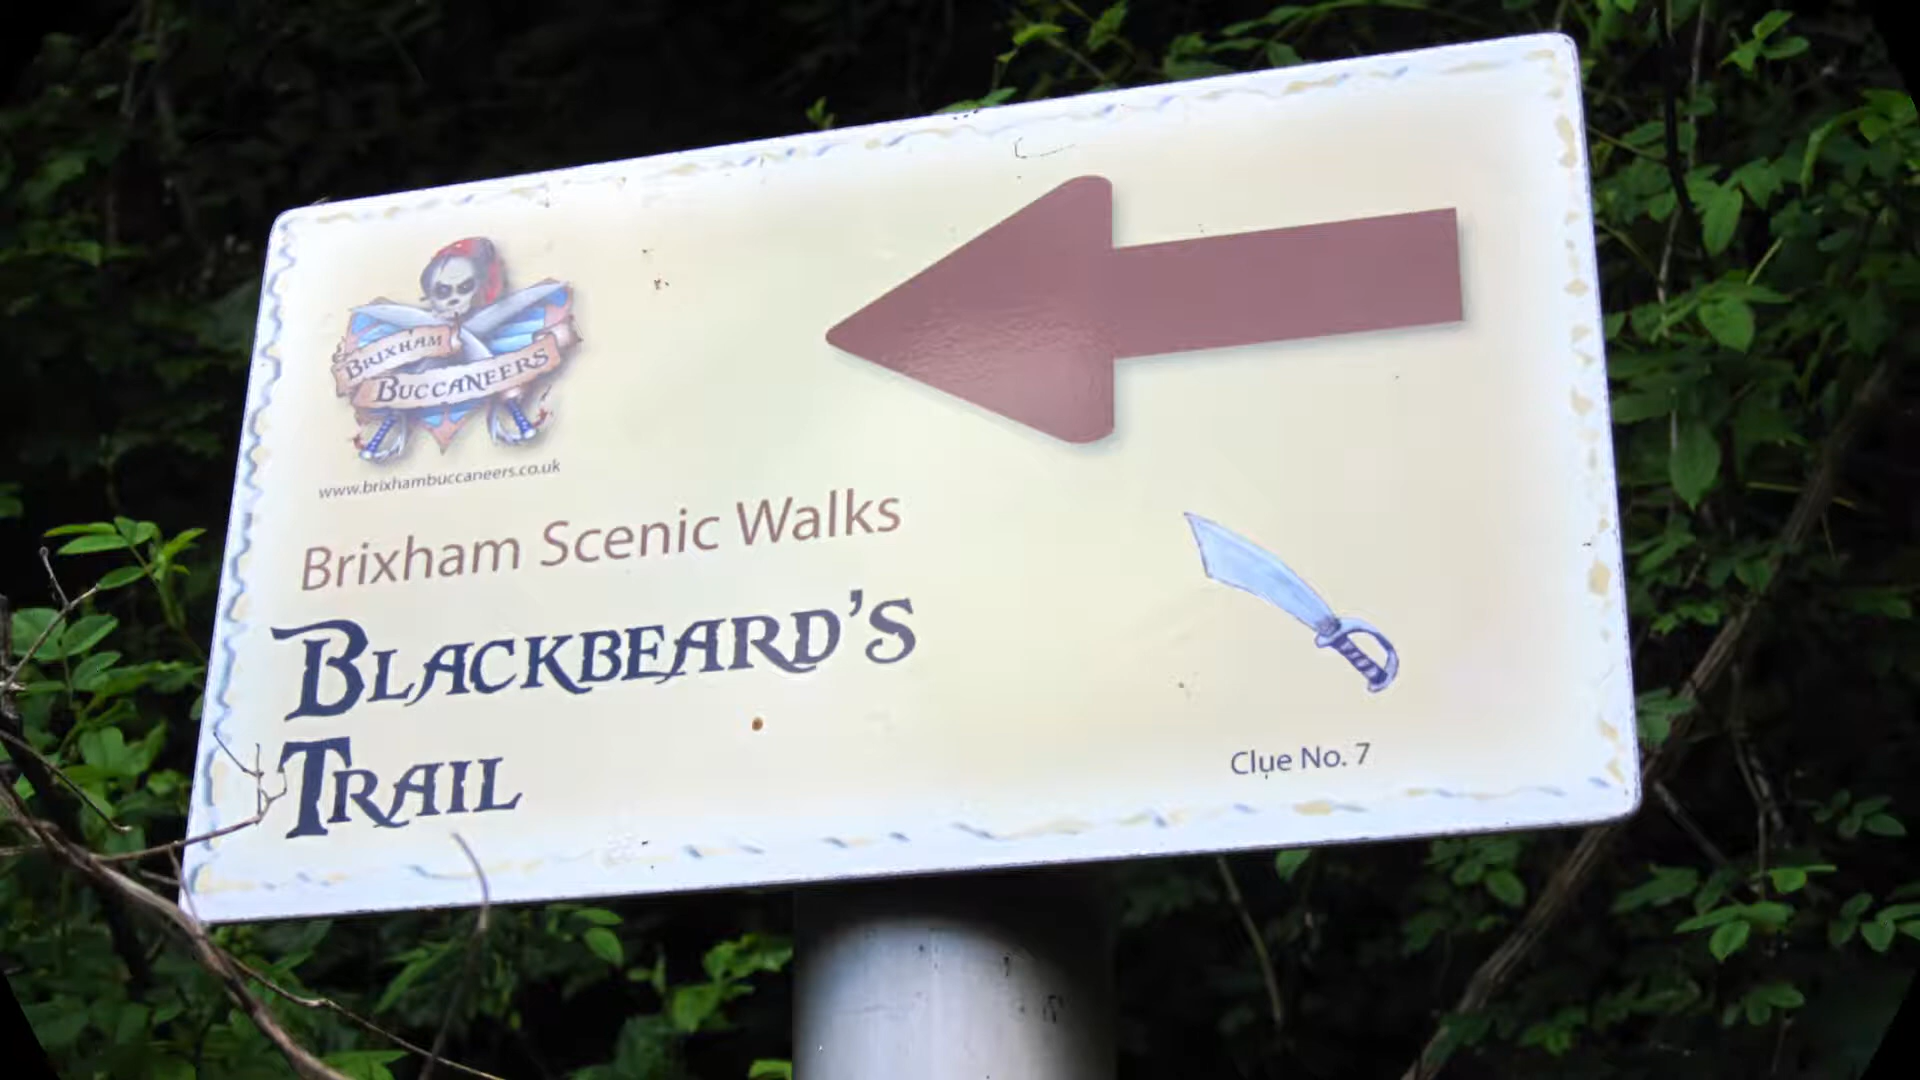 BRIXHAM
BUCCANEERS
www.brixhambuccaneers.co.uk
Brixham Scenic Walks
BLACKBEARD'S
TRAIL
Clue No. 7